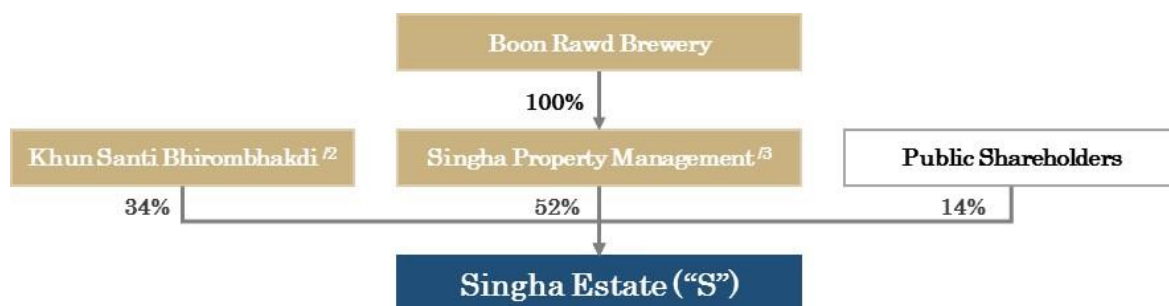 Boon Rawd Brewery
100%
Khun Santi Bhirombhakdi /2
Singha Property Management /3
Public Shareholders
34%
52%
14%
Singha Estate (“S”)